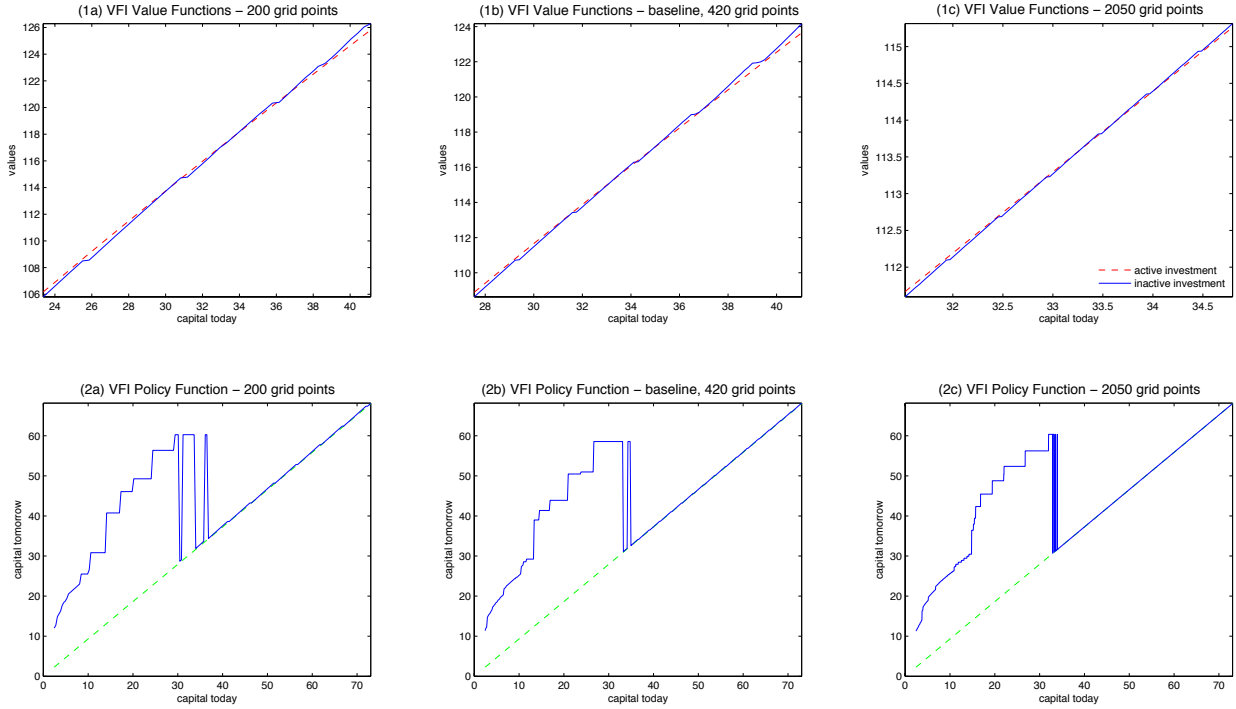 (1a) VFI Value Functions – 200 grid points
126
124
122
120
118
116
114
112
110
108
106
values
24 26 28 30 32 34 36 38 40
capital today
(1b) VFI Value Functions – baseline, 420 grid points
122
120
118
116
114
112
110
values
28 30 32 34 36 38 40
capital today
(1c) VFI Value Functions – 2050 grid points
115
114.5
114
113.5
113
112.5
112
values
active investment
inactive investment
32 32.5 33 33.5 34 34.5
capital today
(2a) VFI Policy Function – 200 grid points
60
50
40
30
20
10
0
capital tomorrow
0 10 20 30 40 50 60 70
capital today
(2b) VFI Policy Function – baseline, 420 grid points
60
50
40
30
20
10
0
capital tomorrow
0 10 20 30 40 50 60 70
capital today
(2c) VFI Policy Function – 2050 grid points
60
50
40
30
20
10
0
capital tomorrow
0 10 20 30 40 50 60 70
capital today